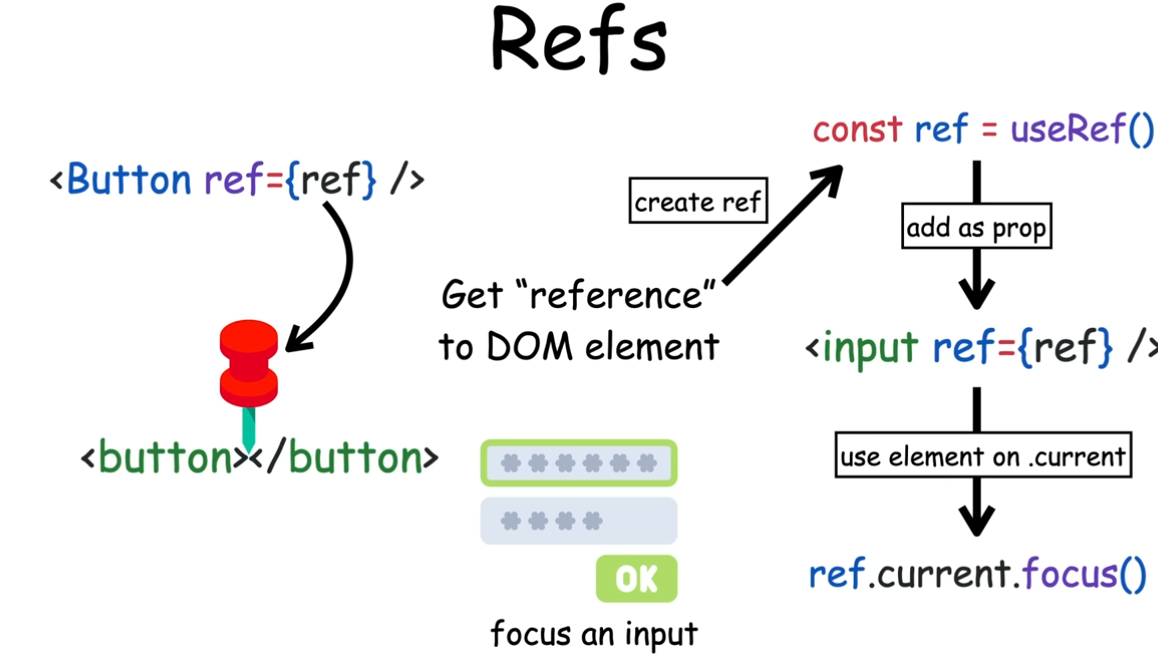 Refs
<Button ref={ref} />
<button></button>
Get “reference”
to DOM element
create ref
const ref = useRef()
add as prop
<input ref={ref} />
use element on .current
ref.current.focus()
OK
focus an input